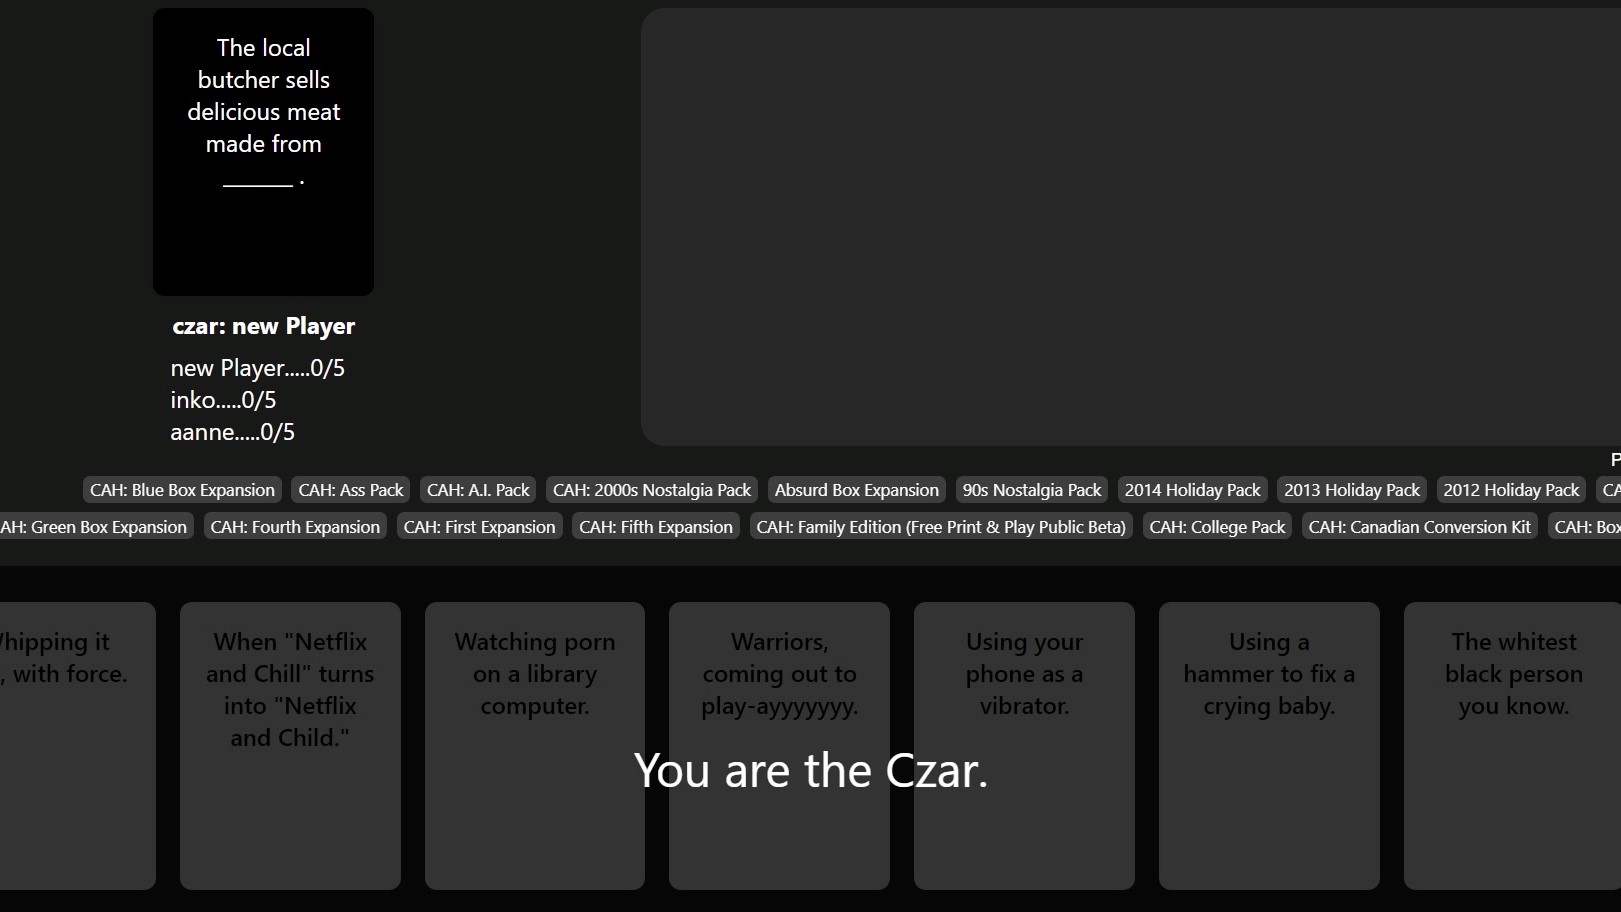 The local
butcher sells
delicious meat
made from
______ .
czar: new Player
new Player.....0/5
inko.....0/5
aanne.....0/5
P
CAH: Blue Box Expansion CAH: Ass Pack CAH: A.I. Pack CAH: 2000s Nostalgia Pack Absurd Box Expansion 90s Nostalgia Pack 2014 Holiday Pack 2013 Holiday Pack 2012 Holiday Pack CA
AH: Green Box Expansion CAH: Fourth Expansion CAH: First Expansion CAH: Fifth Expansion CAH: Family Edition (Free Print & Play Public Beta) CAH: College Pack CAH: Canadian Conversion Kit CAH: Box
hipping it
, with force.
When "Netflix
and Chill" turns
into "Netflix
and Child."
Watching porn
on a library
computer.
Warriors,
coming out to
play-ayyyyyyy.
Using your
phone as a
vibrator.
Using a
hammer to fix a
crying baby.
The whitest
black person
you know.
You are the Czar.